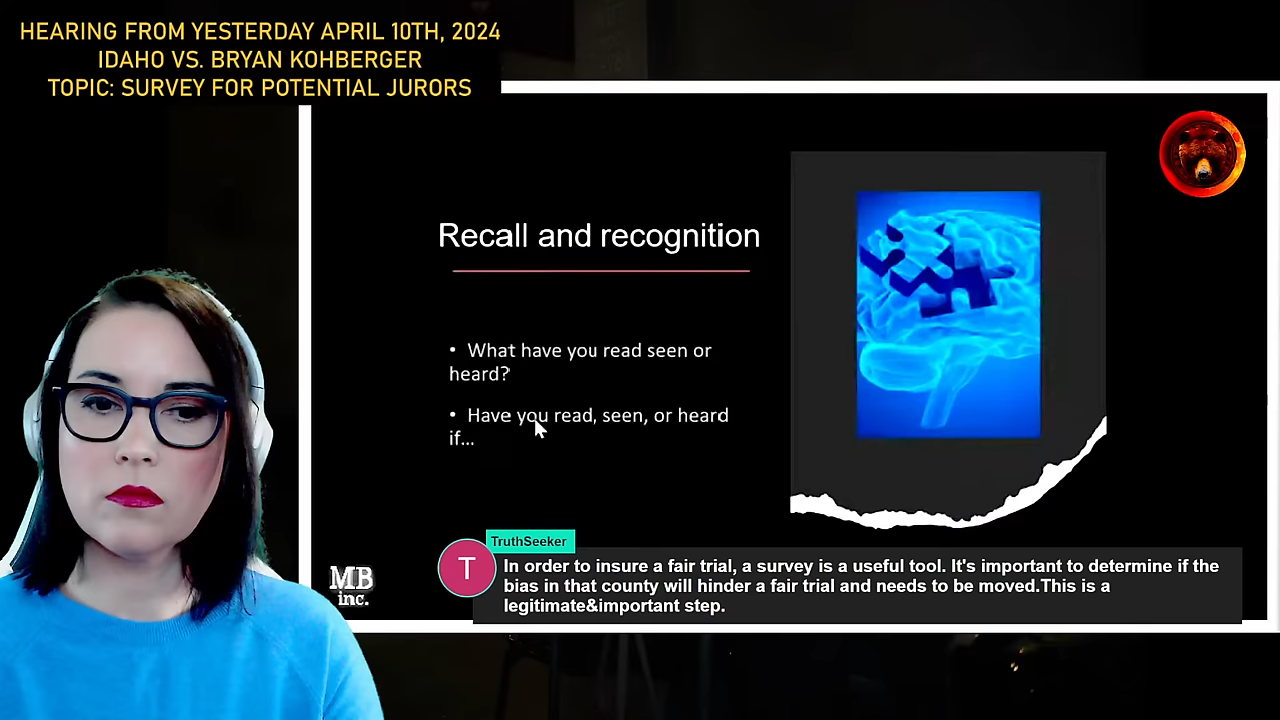 HEARING FROM YESTERDAY APRIL 10TH, 2024
IDAHO VS. BRYAN KOHBERGER
TOPIC: SURVEY FOR POTENTIAL JURORS
Recall and recognition
• What have you read seen or
heard?
• Have you read, seen, or heard
if...
TruthSeeker
T
In order to insure a fair trial, a survey is a useful tool. It's important to determine if the
bias in that county will hinder a fair trial and needs to be moved.This is a
legitimate&important step.
MB
inc.